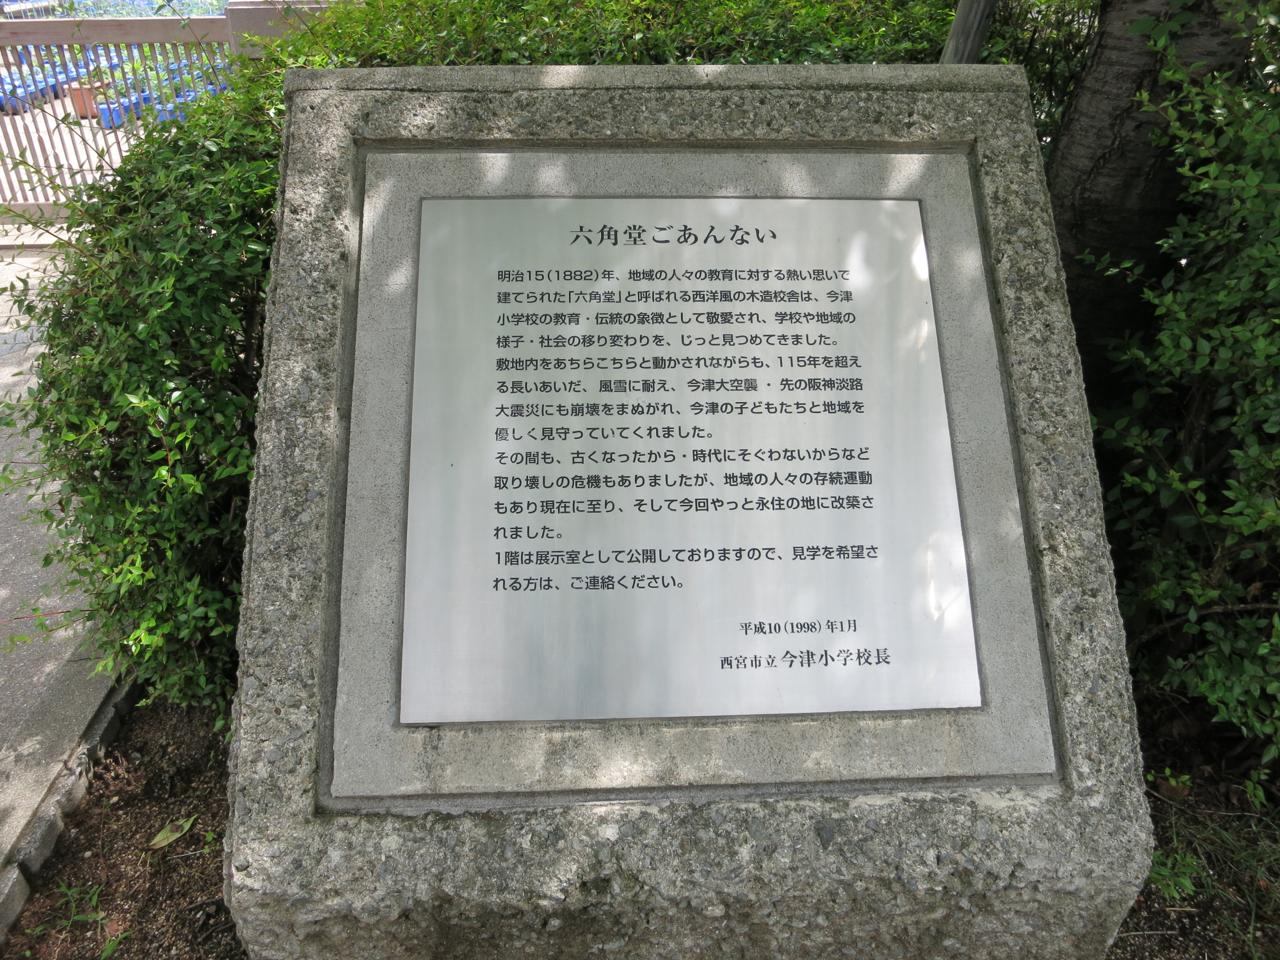 六角堂ごあんない
明治15(1882)年、地域の人々の教育に対する熱い思いで
建てられた「六角堂」と呼ばれる西洋風の木造校舎は、今津
小学校の教育・伝統の象徴として敬愛され、学校や地域の
様子・社会の移り変わりを、じっと見つめてきました。
敷地内をあちらこちらと動かされながらも、115年を超え
る長いあいだ、風雪に耐え、今津大空襲・先の阪神淡路
大震災にも崩壊をまぬがれ、今津の子どもたちと地域を
優しく見守っていてくれました。
その間も、古くなったから・時代にそぐわないからなど
取り壊しの危機もありましたが、地域の人々の存続運動
もあり現在に至り、そして今回やっと永住の地に改築さ
れました。
1階は展示室として公開しておりますので、見学を希望さ
れる方は、ご連絡ください。
平成10(1998)年1月
西宮市立今津小学校長